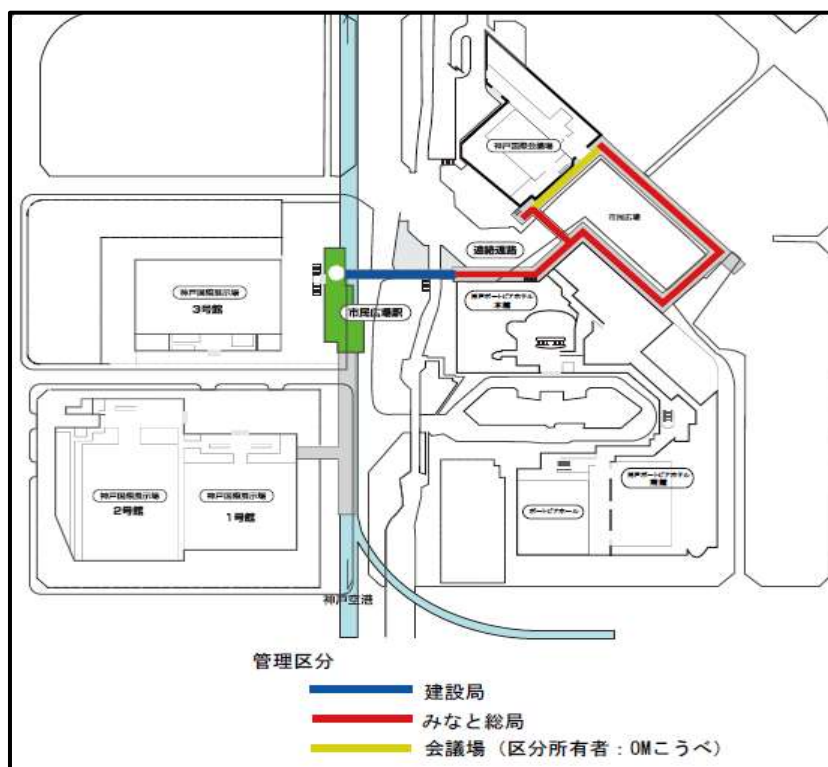 神戸国際会議場
市民広場
連絡通路
神戸国際展示場
3号館
市民広場駅
神戸ポートピアホテル
本館
神戸国際展示場
2号館
神戸国際展示場
1号館
神戸ポートピアホテル
南館
ポートピアホール
神戸空港
管理区分
建設局
みなと総局
会議場（区分所有者：OMこうべ）